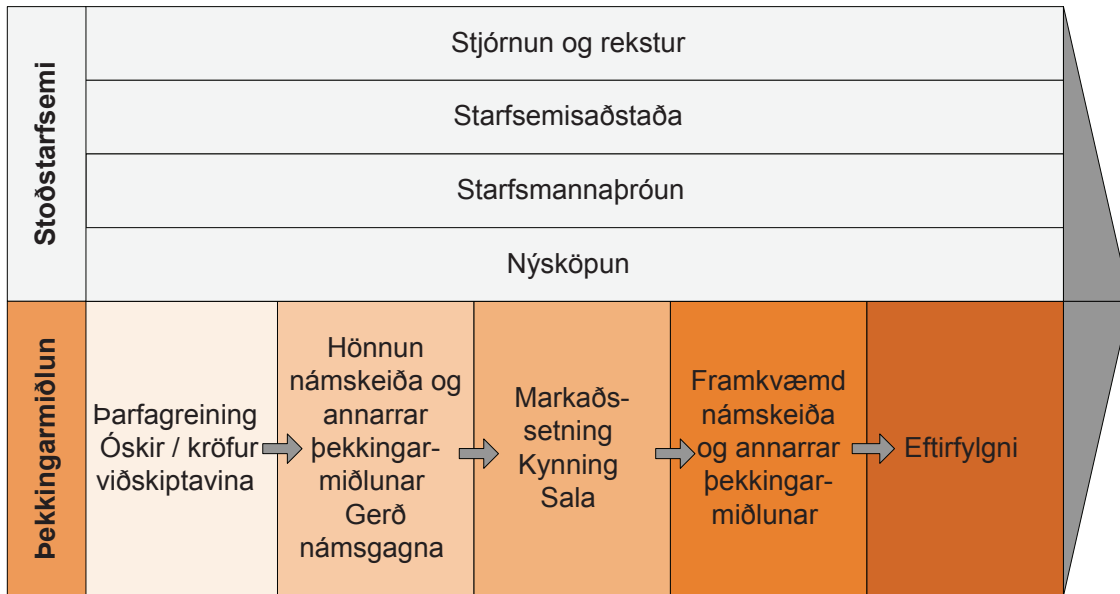 Stoðstarfsemi
Stjórnun og rekstur
Starfsemisaðstaða
Starfsmannaþróun
Nýsköpun
Þekkingarmiðlun
Þarfagreining
Óskir / kröfur
viðskiptavina
Hönnun
námskeiða og
annarrar
þekkingar-
miðlunar
Gerð
námsgagna
Markaðs-
setning
Kynning
Sala
Framkvæmd
námskeiða
og annarrar
þekkingar-
miðlunar
Eftirfylgni